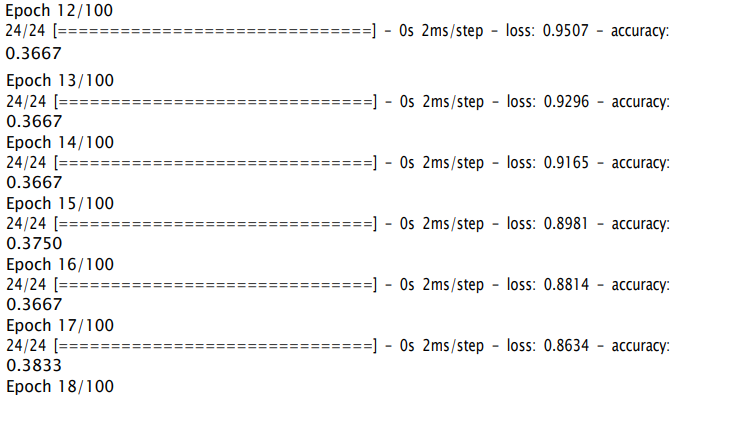 Epoch 12/100
24/24 [==============================] - 0s 2ms/step - loss: 0.9507 - accuracy:
0.3667
Epoch 13/100
24/24 [==============================] - 0s 2ms/step - loss: 0.9296 - accuracy:
0.3667
Epoch 14/100
24/24 [==============================] - 0s 2ms/step - loss: 0.9165 - accuracy:
0.3667
Epoch 15/100
24/24 [==============================] - 0s 2ms/step - loss: 0.8981 - accuracy:
0.3750
Epoch 16/100
24/24 [==============================] - 0s 2ms/step - loss: 0.8814 - accuracy:
0.3667
Epoch 17/100
24/24 [==============================] - 0s 2ms/step - loss: 0.8634 - accuracy:
0.3833
Epoch 18/100